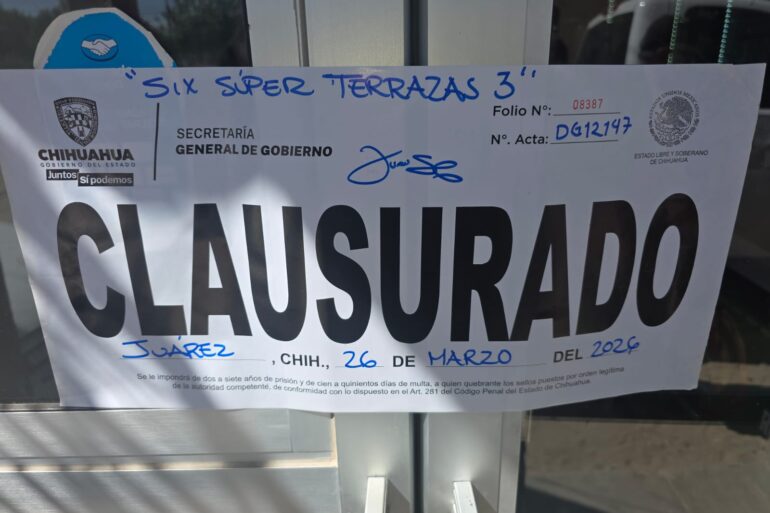 "SIX SÚPER TERRAZAS 3"
CHIHUAHUA
GOBIERNO DEL ESTADO
Juntos Sí podemos
SECRETARÍA
GENERAL DE GOBIERNO
Folio N°: 08387
N°. Acta: DG12147
ESTADOS UNIDOS MEXICANOS
ESTADO LIBRE Y SOBERANO
DE CHIHUAHUA
CLAUSURADO
JUÁREZ, CHIH., 26 DE MARZO DEL 2026
Se le impondrá de dos a siete años de prisión y de cien a quinientos días de multa, a quien quebrante los sellos puestos por orden legítima
de la autoridad competente, de conformidad con lo dispuesto en el Art. 281 del Código Penal del Estado de Chihuahua.